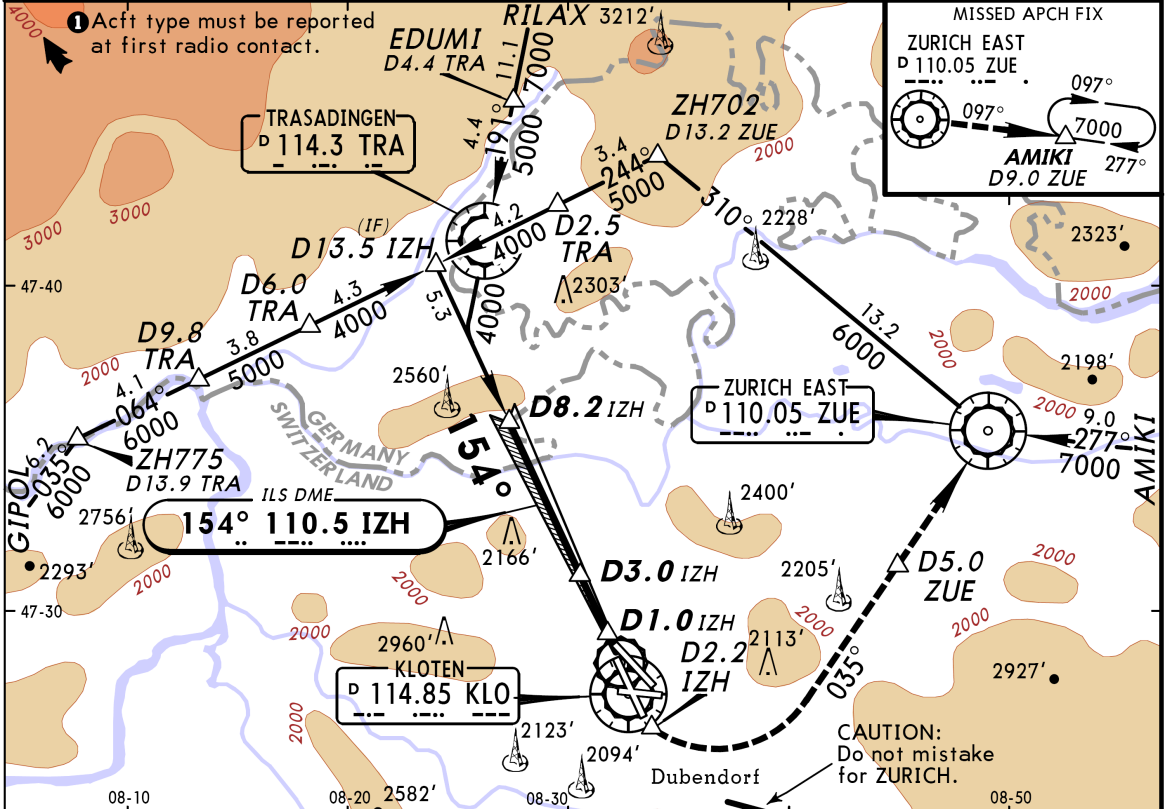 4000
❶ Acft type must be reported
at first radio contact.
RILAX
3212'
EDUMI
D4.4 TRA
11.1
7000
TRASADINGEN
D 114.3 TRA
4.4
191°
5000
ZH702
D13.2 ZUE
3.4
244°
5000
2000
MISSED APCH FIX
ZURICH EAST
D 110.05 ZUE
097°
097°
7000
277°
AMIKI
D9.0 ZUE
3000
3000
(IF)
D13.5 IZH
4.2
4000
D2.5
TRA
310°
2228'
2323'
47-40
D6.0
TRA
4.3
4000
5.3
4000
2303'
2000
D9.8
TRA
3.8
5000
13.2
6000
2000
2198'
2000
2000
4.1
064°
6000
2560'
D8.2 IZH
ZURICH EAST
D 110.05 ZUE
9.0
277°
7000
AMIKI
GERMANY
SWITZERLAND
154°
GIPOL
6.2
035°
6000
ZH775
D13.9 TRA
ILS DME
154° 110.5 IZH
2400'
2756'
2166'
2293'
2000
2000
D3.0 IZH
2205'
D5.0
ZUE
2000
47-30
2000
D1.0 IZH
2113'
2000
2000
2960'
D2.2
IZH
035°
2927'
KLOTEN
D 114.85 KLO
2000
2123'
2094'
CAUTION:
Do not mistake
for ZURICH.
Dubendorf
08-10
08-20
2582'
08-30
08-50